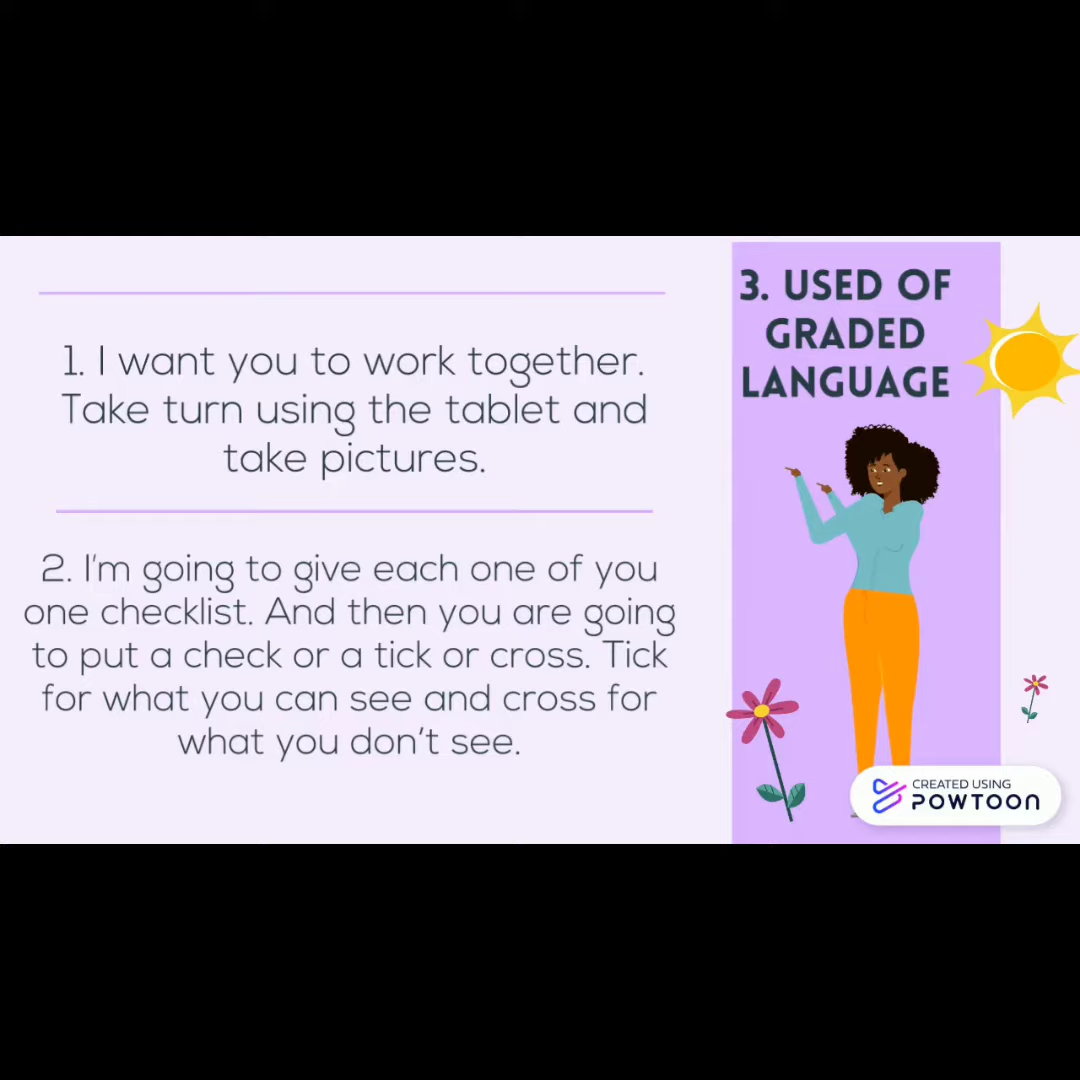 1. I want you to work together.
Take turn using the tablet and
take pictures.
2. I'm going to give each one of you
one checklist. And then you are going
to put a check or a tick or cross. Tick
for what you can see and cross for
what you don't see.
3. USED OF
GRADED
LANGUAGE
CREATED USING
POWTOON